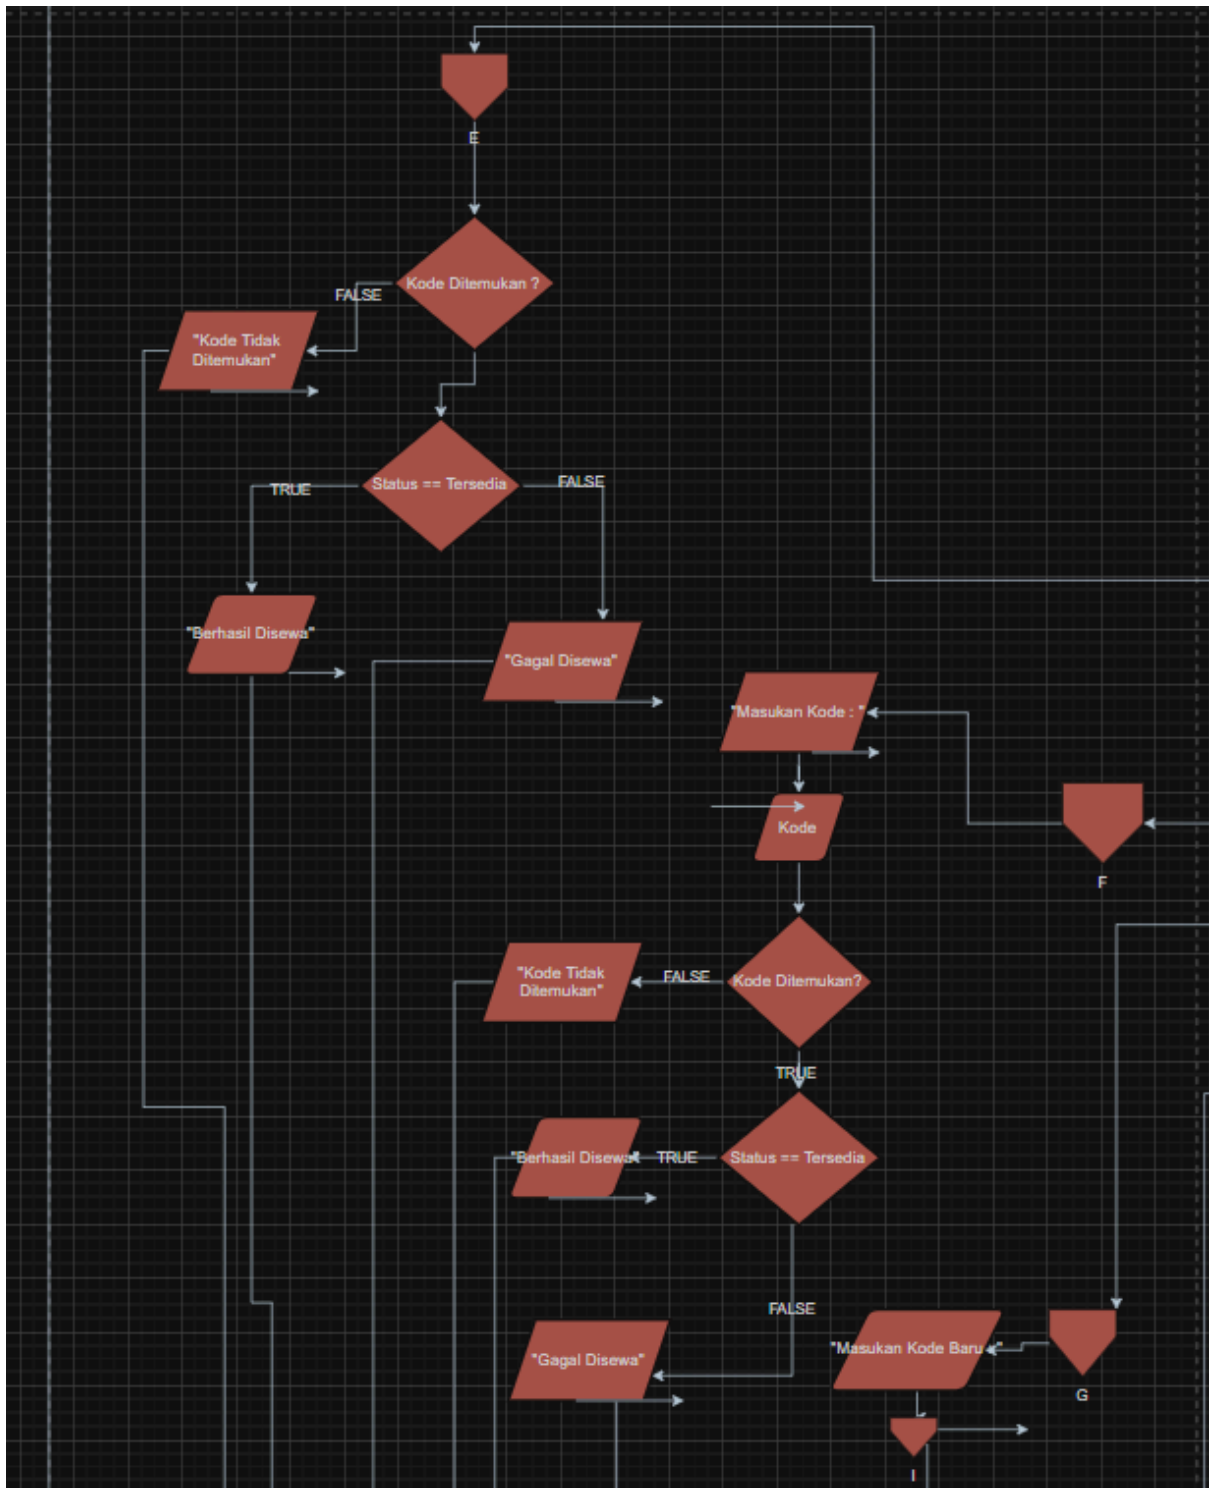 E
Kode Ditemukan ?
FALSE
"Kode Tidak
Ditemukan"
Status == Tersedia
TRUE
FALSE
"Berhasil Disewa"
"Gagal Disewa"
"Masukan Kode : "
Kode
F
Kode Ditemukan?
FALSE
"Kode Tidak
Ditemukan"
TRUE
Status == Tersedia
TRUE
"Berhasil Disewa"
FALSE
"Gagal Disewa"
"Masukan Kode Baru : "
G
I